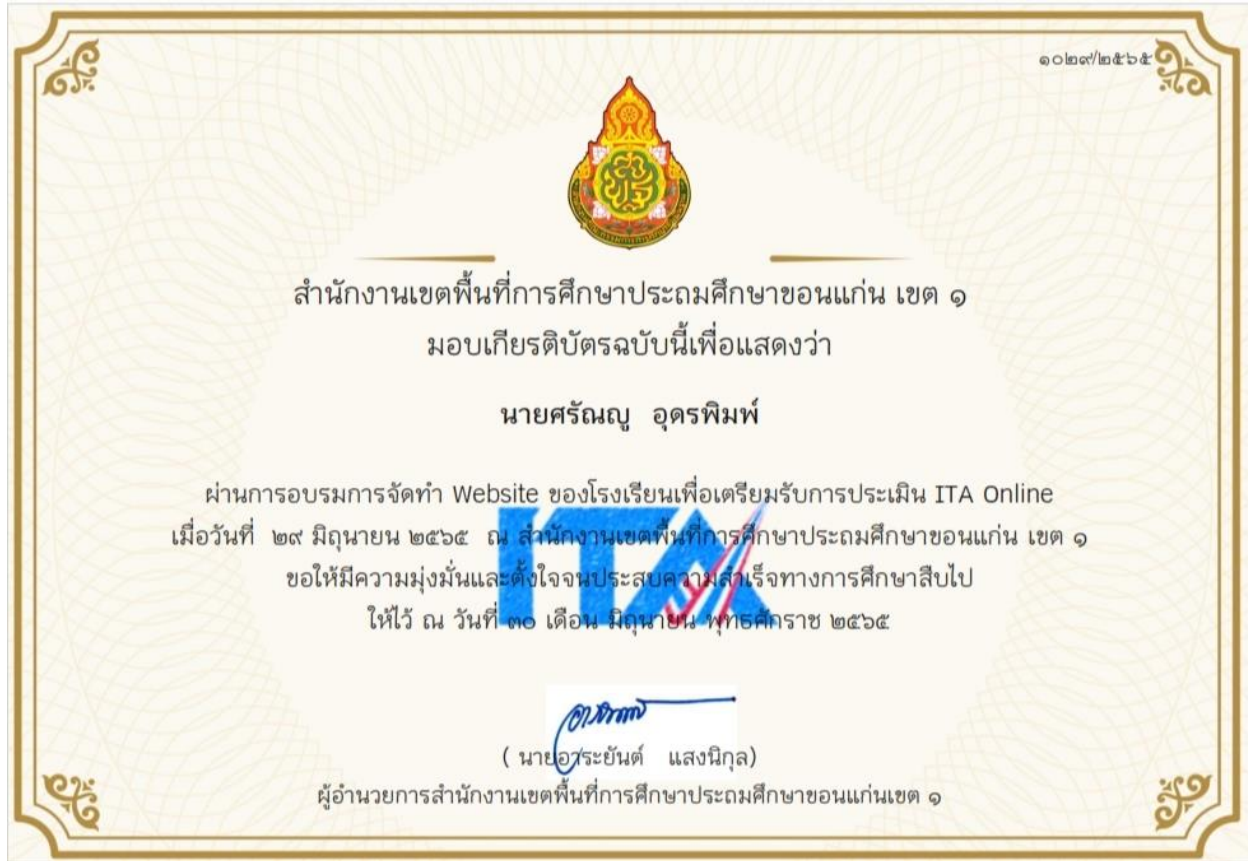 ๑๐๒๙/๒๕๖๕
สำนักงานเขตพื้นที่การศึกษาประถมศึกษาขอนแก่น เขต ๑
มอบเกียรติบัตรฉบับนี้เพื่อแสดงว่า
นายศรัณญู อุดรพิมพ์
ผ่านการอบรมการจัดทำ Website ของโรงเรียนเพื่อเตรียมรับการประเมิน ITA Online
เมื่อวันที่ ๒๙ มิถุนายน ๒๕๖๕ ณ สำนักงานเขตพื้นที่การศึกษาประถมศึกษาขอนแก่น เขต ๑
ขอให้มีความมุ่งมั่นและตั้งใจจนประสบความสำเร็จทางการศึกษาสืบไป
ให้ไว้ ณ วันที่ ๓๐ เดือน มิถุนายน พุทธศักราช ๒๕๖๕
ITA
( นายอาระยันต์ แสงนิกุล)
ผู้อำนวยการสำนักงานเขตพื้นที่การศึกษาประถมศึกษาขอนแก่นเขต ๑